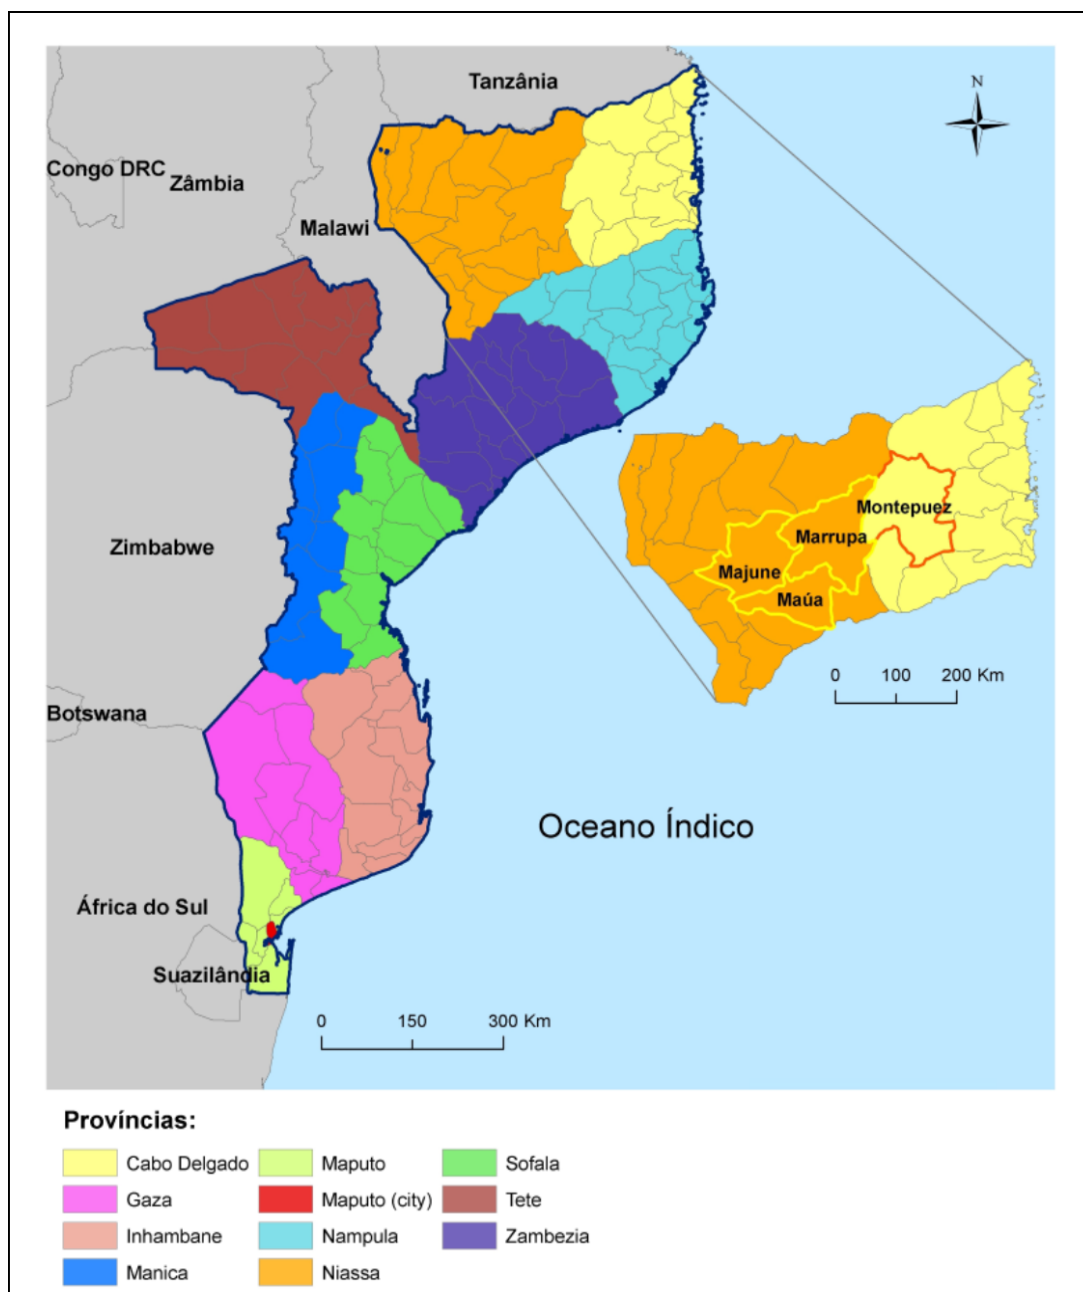 Tanzânia
N
Congo DRC
Zâmbia
Malawi
Montepuez
Marrupa
Zimbabwe
Majune
Maúa
0 100 200 Km
Botswana
Oceano Índico
África do Sul
Suazilândia
0 150 300 Km
Províncias:
Cabo Delgado Maputo Sofala
Gaza Maputo (city) Tete
Inhambane Nampula Zambezia
Manica Niassa